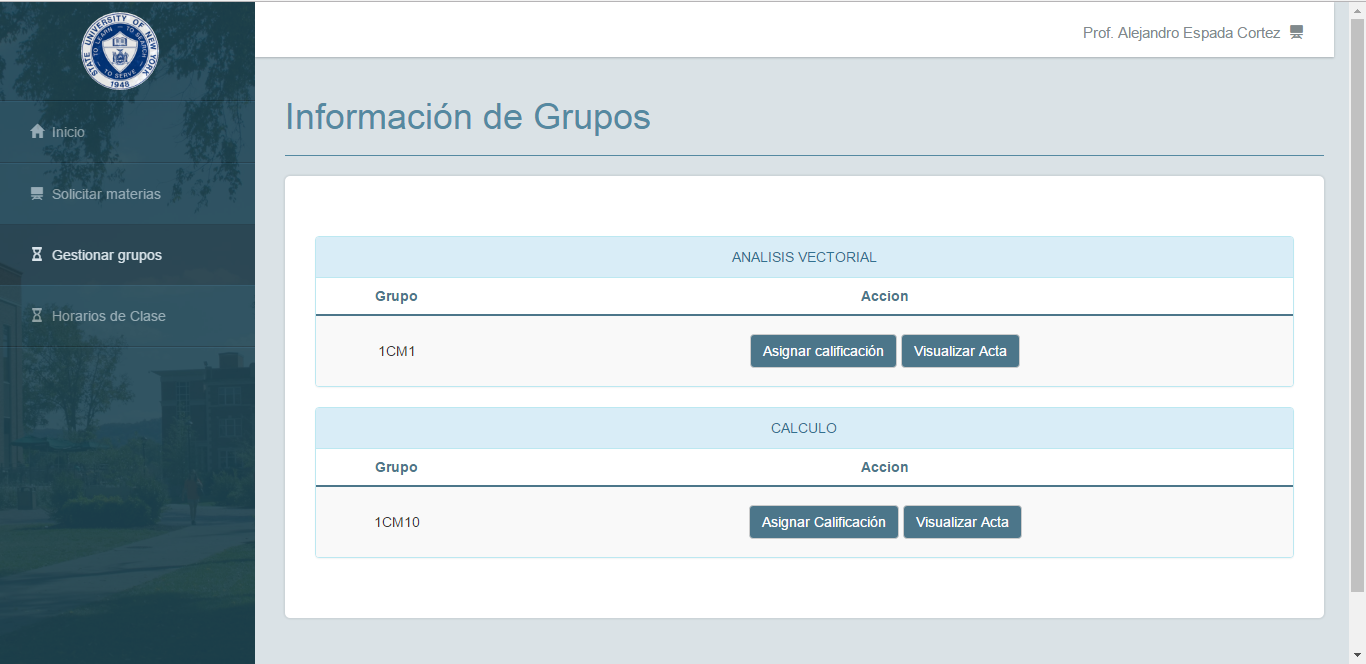 STATE UNIVERSITY OF NEW YORK
TO LEARN TO SEARCH
TO SERVE
1948
Prof. Alejandro Espada Cortez
Inicio
Solicitar materias
Gestionar grupos
Horarios de Clase
Información de Grupos
ANALISIS VECTORIAL
Grupo Accion
1CM1 Asignar calificación Visualizar Acta
CALCULO
Grupo Accion
1CM10 Asignar Calificación Visualizar Acta